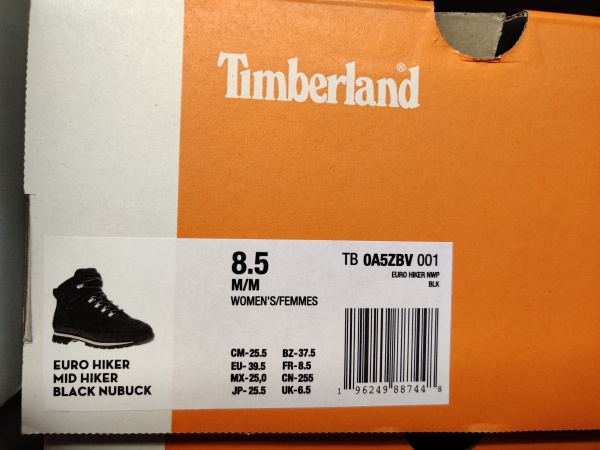 Timberland®
8.5
M/M
WOMEN'S/FEMMES
TB 0A5ZBV 001
EURO HIKER NWP
BLK
EURO HIKER
MID HIKER
BLACK NUBUCK
CM-25.5 BZ-37.5
EU- 39.5 FR-8.5
MX-25,0 CN-255
JP-25.5 UK-6.5
1 96249 88744 8